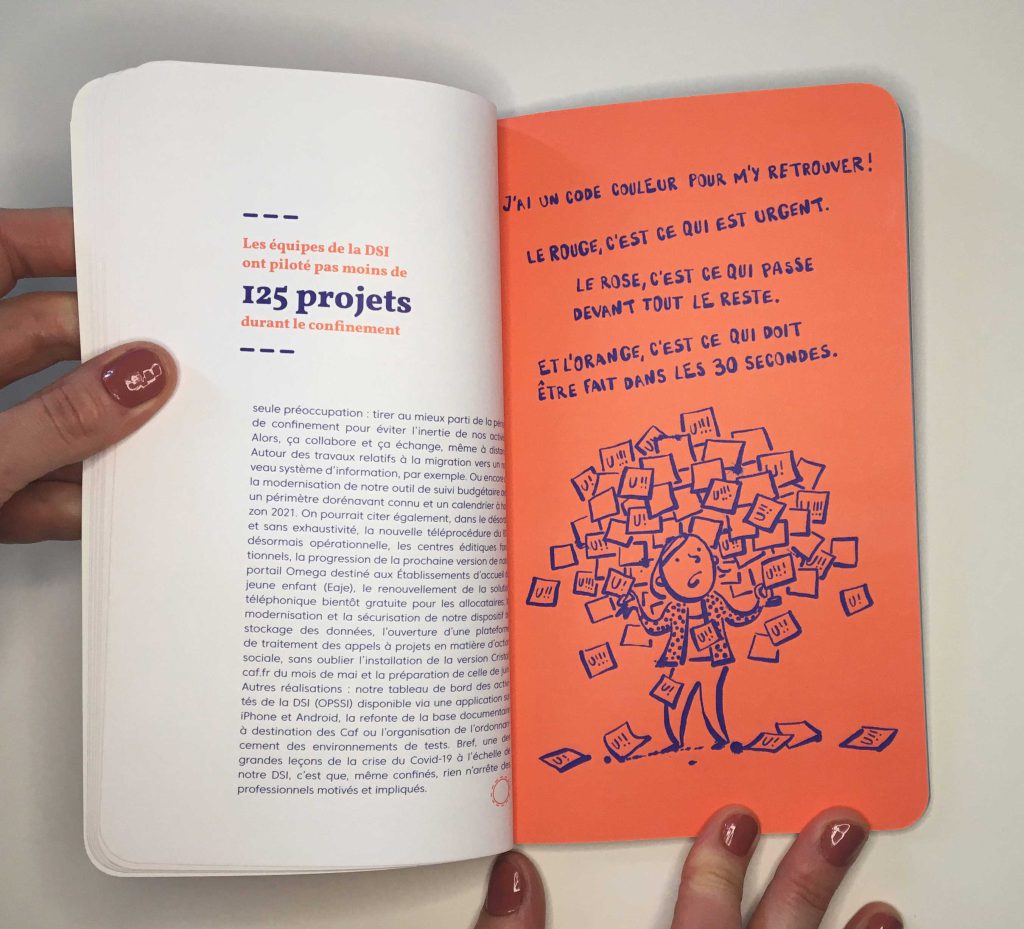 Les équipes de la DSI
ont piloté pas moins de
125 projets
durant le confinement
seule préoccupation : tirer au mieux parti de la
de confinement pour éviter l'inertie de nos
Alors, ça collabore et ça échange, même à
Autour des travaux relatifs à la migration vers un
veau système d'information, par exemple. Ou encore
la modernisation de notre outil de suivi budgétaire
un périmètre dorénavant connu et un calendrier à
zon 2021. On pourrait citer également, dans le
et sans exhaustivité, la nouvelle téléprocédure du
désormais opérationnelle, les centres éditiques
tionnels, la progression de la prochaine version de
portail Omega destiné aux Établissements d'accueil
jeune enfant (Eaje), le renouvellement de la
téléphonique bientôt gratuite pour les allocataires
modernisation et la sécurisation de notre dispositif
stockage des données, l'ouverture d'une
de traitement des appels à projets en matière
sociale, sans oublier l'installation de la version
caf.fr du mois de mai et la préparation de celle de
Autres réalisations : notre tableau de bord des
tés de la DSI (OPSSI) disponible via une application
iPhone et Android, la refonte de la base
à destination des Caf ou l'organisation de
cement des environnements de tests. Bref, une
grandes leçons de la crise du Covid-19 à l'échelle de
notre DSI, c'est que, même confinés, rien n'arrête
professionnels motivés et impliqués.
J'AI UN CODE COULEUR POUR M'Y RETROUVER !
LE ROUGE, C'EST CE QUI EST URGENT.
LE ROSE, C'EST CE QUI PASSE
DEVANT TOUT LE RESTE.
ET L'ORANGE, C'EST CE QUI DOIT
ÊTRE FAIT DANS LES 30 SECONDES.
U!!!
U!!!
U!!
U!!!
U!!
U!
U!!!
U!!!
U!!
U!!
U!!